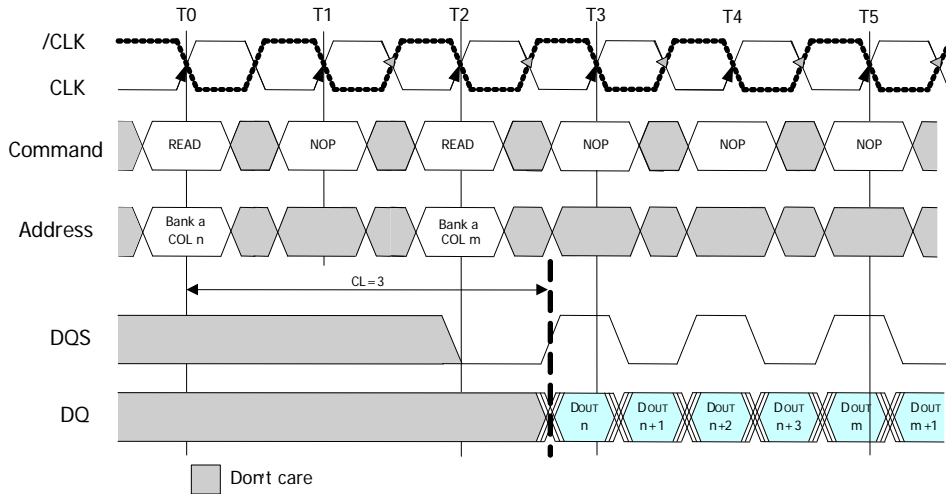 T0 T1 T2 T3 T4 T5
/CLK
CLK
Command READ NOP READ NOP NOP NOP
Address Bank a COL n Bank a COL m
CL=3
DQS
DQ DOUT n DOUT n+1 DOUT n+2 DOUT n+3 DOUT m DOUT m+1
Don't care